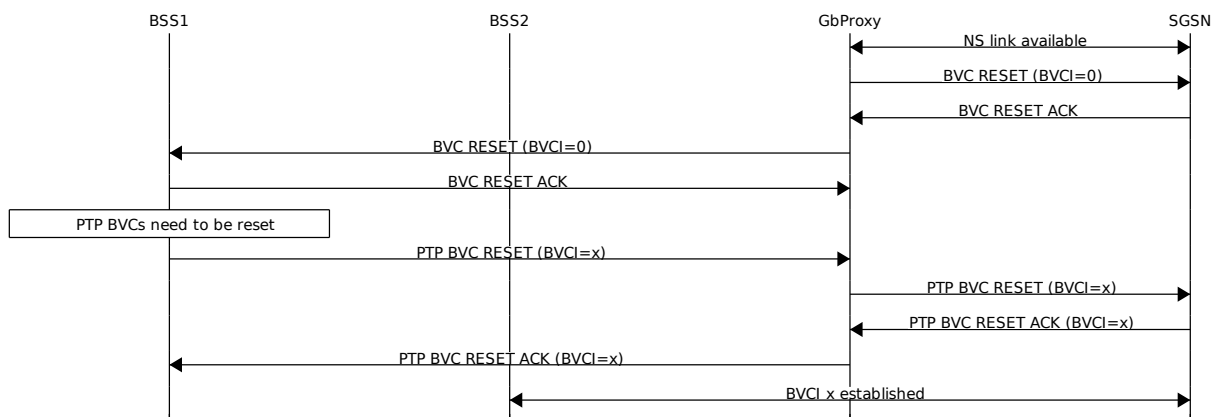 BSS1 BSS2 GbProxy SGSN
NS link available
BVC RESET (BVCI=0)
BVC RESET ACK
BVC RESET (BVCI=0)
BVC RESET ACK
PTP BVCs need to be reset
PTP BVC RESET (BVCI=x)
PTP BVC RESET (BVCI=x)
PTP BVC RESET ACK (BVCI=x)
PTP BVC RESET ACK (BVCI=x)
BVCI x established